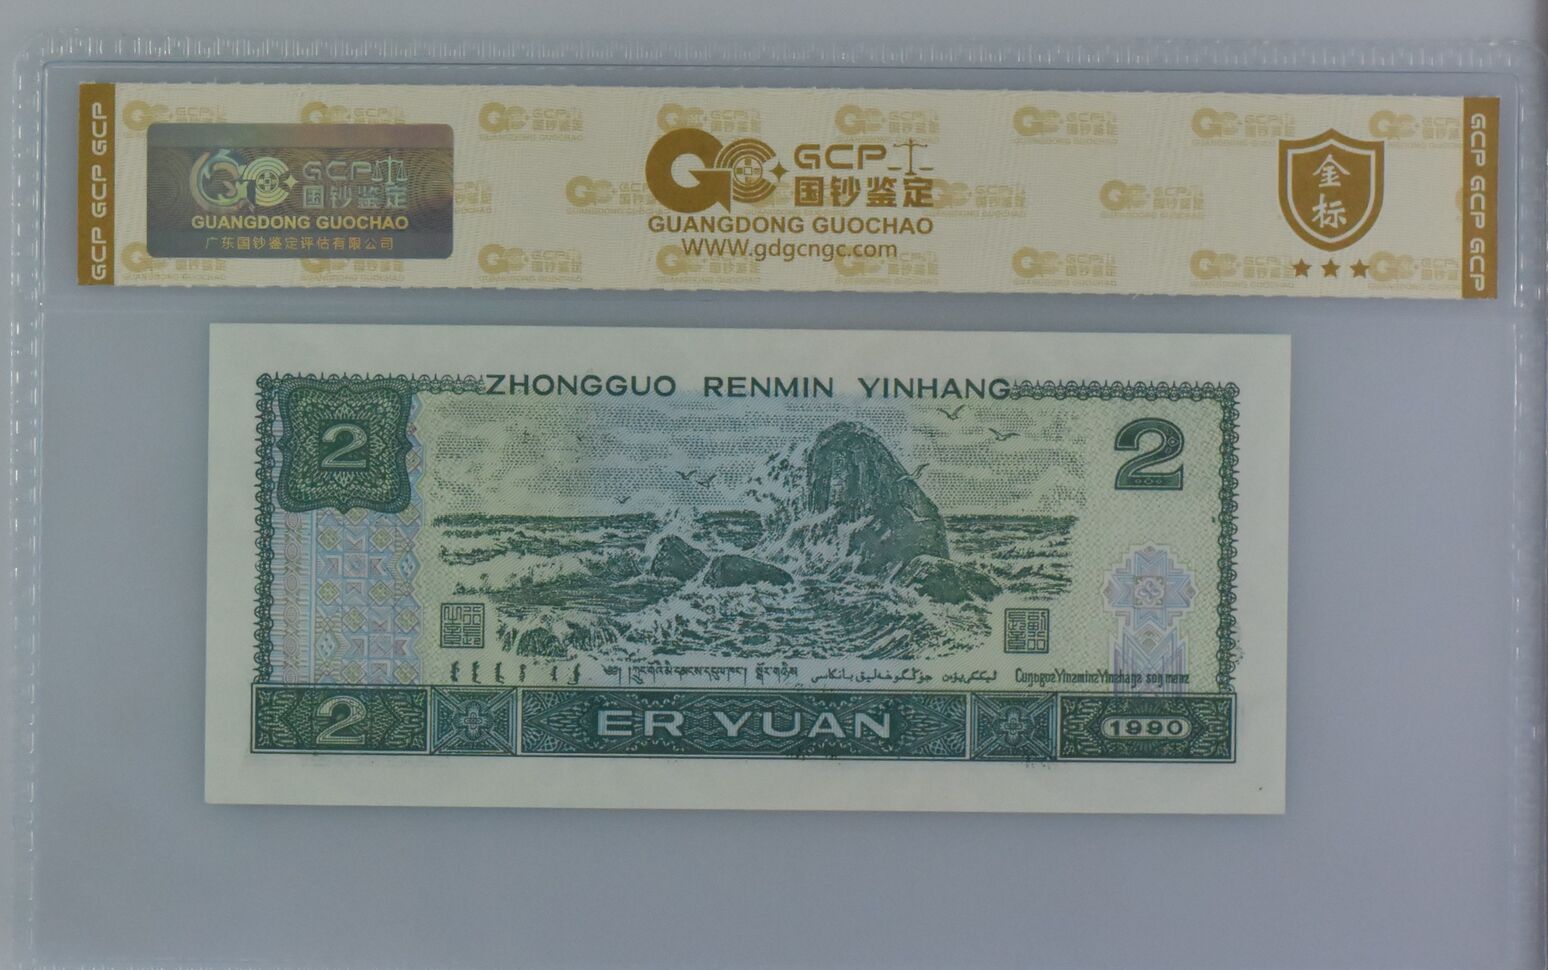 GCP GCP GCP
GCP 国钞鉴定
GUANGDONG GUOCHAO
广东国钞鉴定评估有限公司
GCP
国钞鉴定
GUANGDONG GUOCHAO
WWW.gdgcngc.com
金标
GCP GCP GCP
ZHONGGUO RENMIN YINHANG
2
2
2
ER YUAN
1990